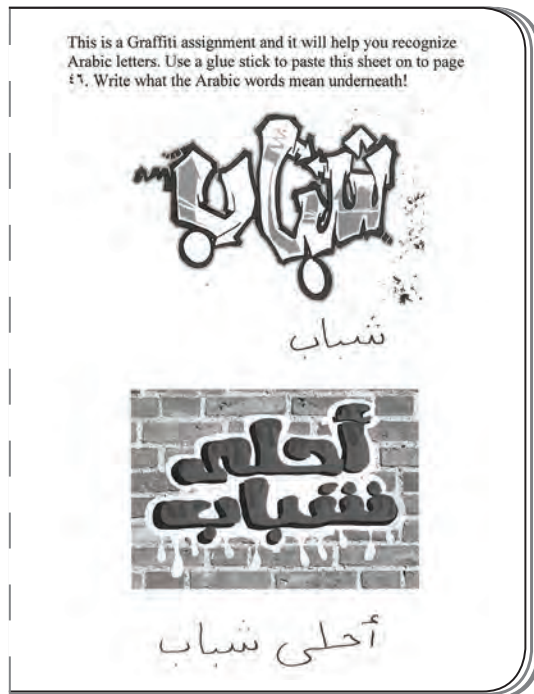 This is a Graffiti assignment and it will help you recognize
Arabic letters. Use a glue stick to paste this sheet on to page
٤٦. Write what the Arabic words mean underneath!
شباب
شباب
أحلى
شباب
أحلى شباب